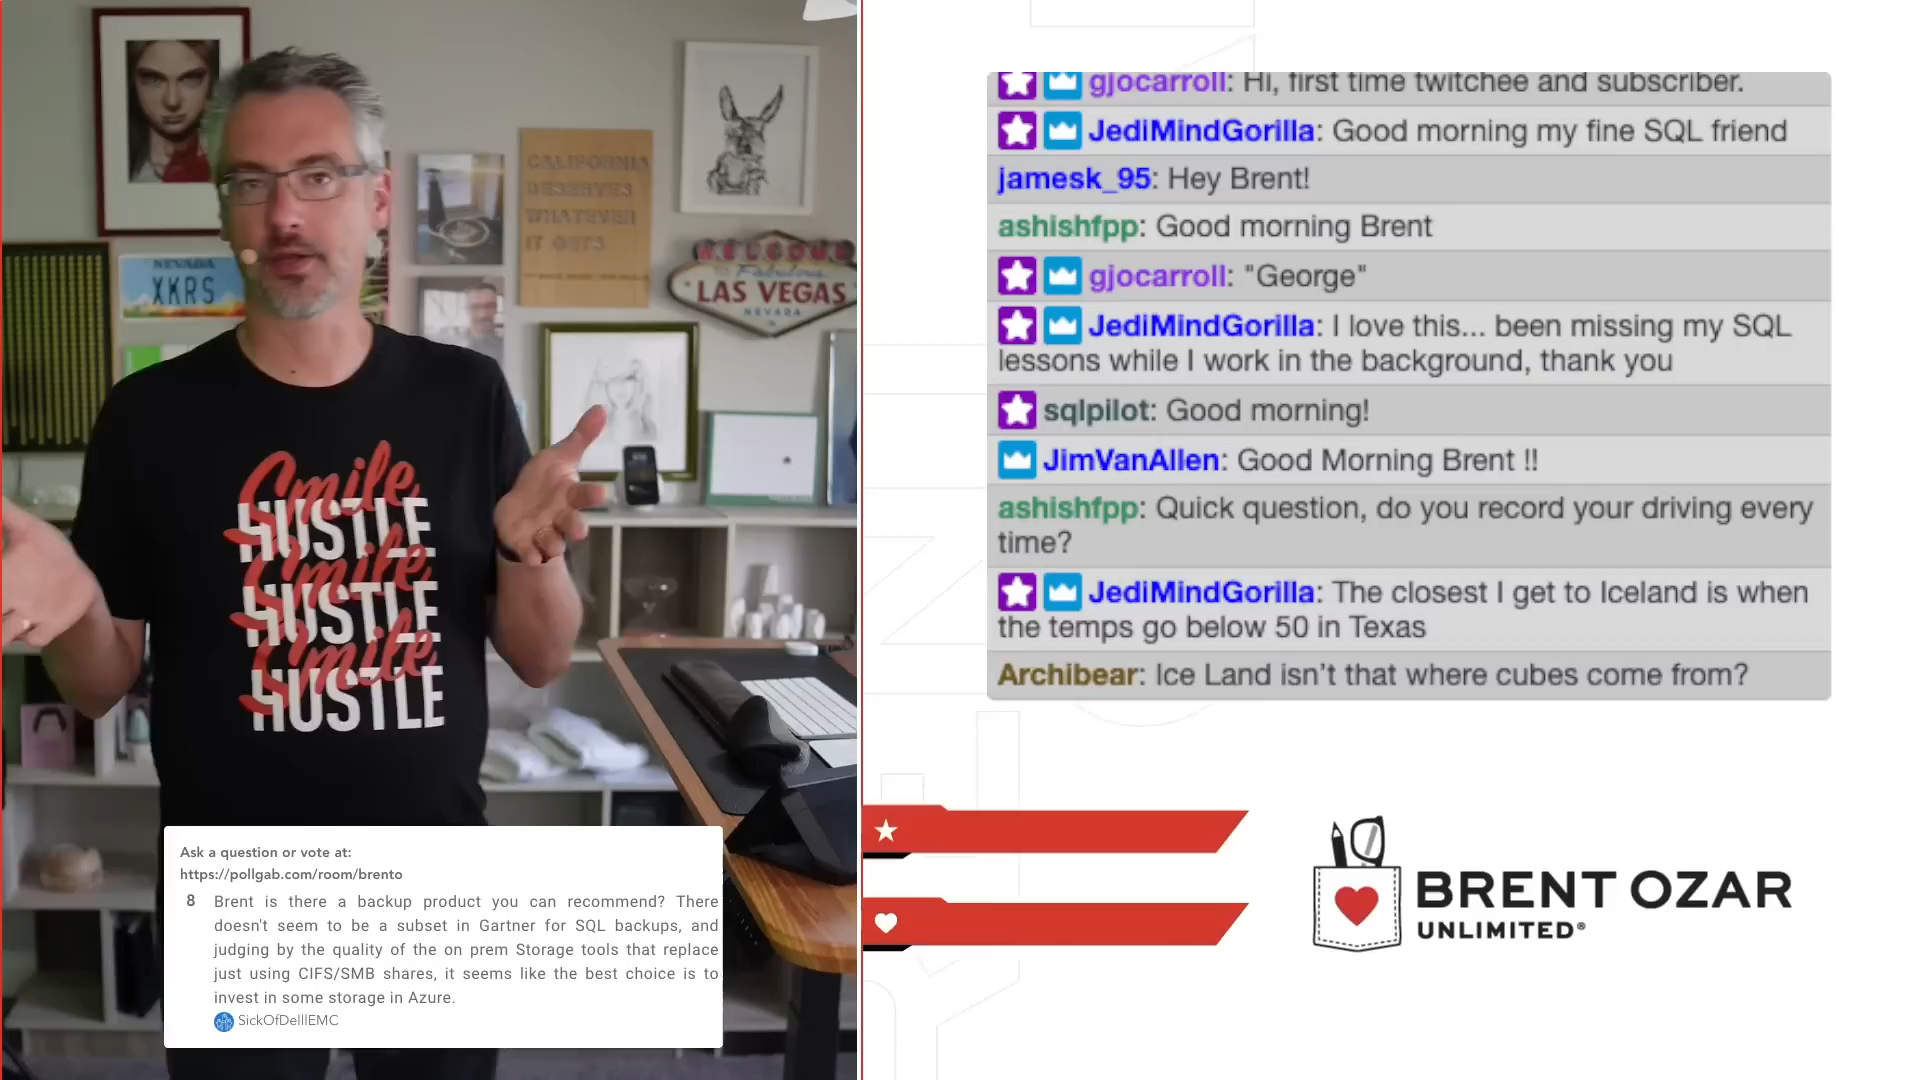 NEVADA
XKRS
CALIFORNIA
DESERVES
WHATEVER
IT GETS
WELCOME
TO Fabulous
LAS VEGAS
NEVADA
Smile
HUSTLE
Smile
HUSTLE
Smile
HUSTLE
Ask a question or vote at:
https://pollgab.com/room/brento
8 Brent is there a backup product you can recommend? There
doesn't seem to be a subset in Gartner for SQL backups, and
judging by the quality of the on prem Storage tools that replace
just using CIFS/SMB shares, it seems like the best choice is to
invest in some storage in Azure.
SickOfDelllEMC
gjocarroll: Hi, first time twitchee and subscriber.
JediMindGorilla: Good morning my fine SQL friend
jamesk_95: Hey Brent!
ashishfpp: Good morning Brent
gjocarroll: "George"
JediMindGorilla: I love this... been missing my SQL
lessons while I work in the background, thank you
sqlpilot: Good morning!
JimVanAllen: Good Morning Brent !!
ashishfpp: Quick question, do you record your driving every
time?
JediMindGorilla: The closest I get to Iceland is when
the temps go below 50 in Texas
Archibear: Ice Land isn't that where cubes come from?
BRENT OZAR
UNLIMITED®